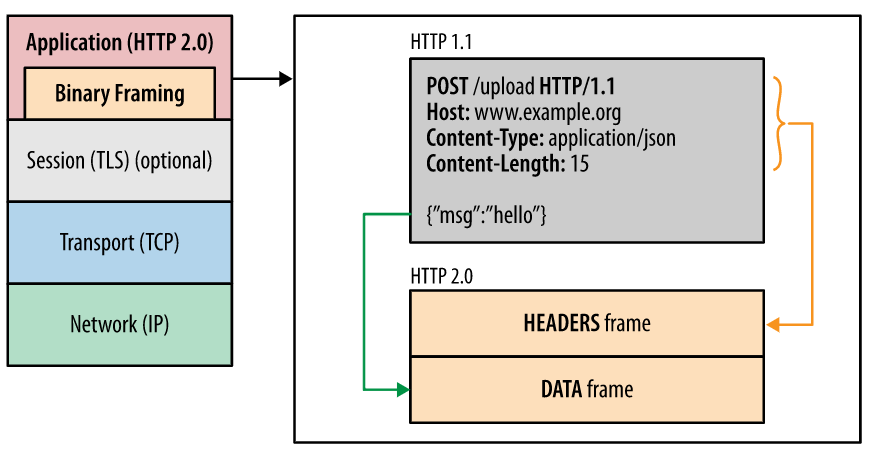 Application (HTTP 2.0)
Binary Framing
Session (TLS) (optional)
Transport (TCP)
Network (IP)
HTTP 1.1
POST /upload HTTP/1.1
Host: www.example.org
Content-Type: application/json
Content-Length: 15
{”msg”:”hello”}
HTTP 2.0
HEADERS frame
DATA frame